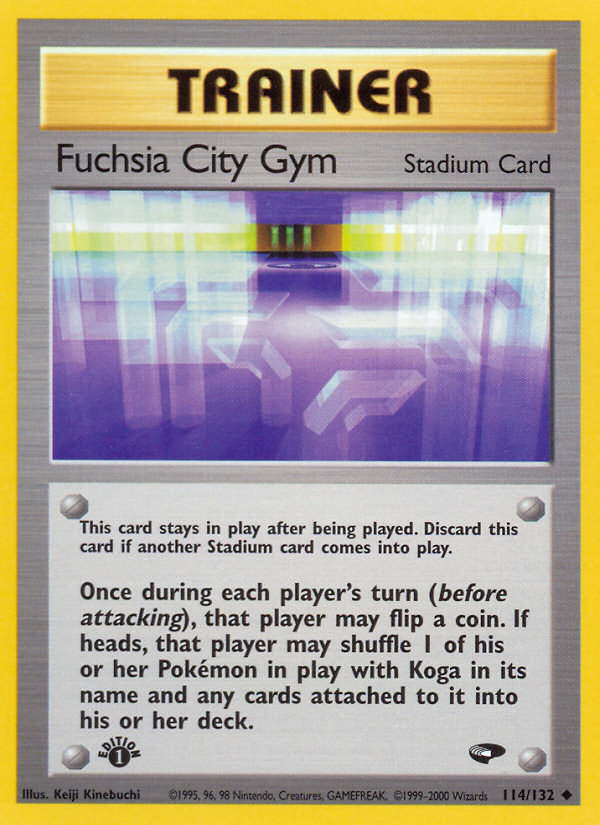 TRAINER
Fuchsia City Gym Stadium Card
This card stays in play after being played. Discard this
card if another Stadium card comes into play.
Once during each player's turn (before
attacking), that player may flip a coin. If
heads, that player may shuffle 1 of his
or her Pokémon in play with Koga in its
name and any cards attached to it into
his or her deck.
EDITION
1
Illus. Keiji Kinebuchi ©1995, 96, 98 Nintendo, Creatures, GAMEFREAK. ©1999-2000 Wizards 114/132 ◆